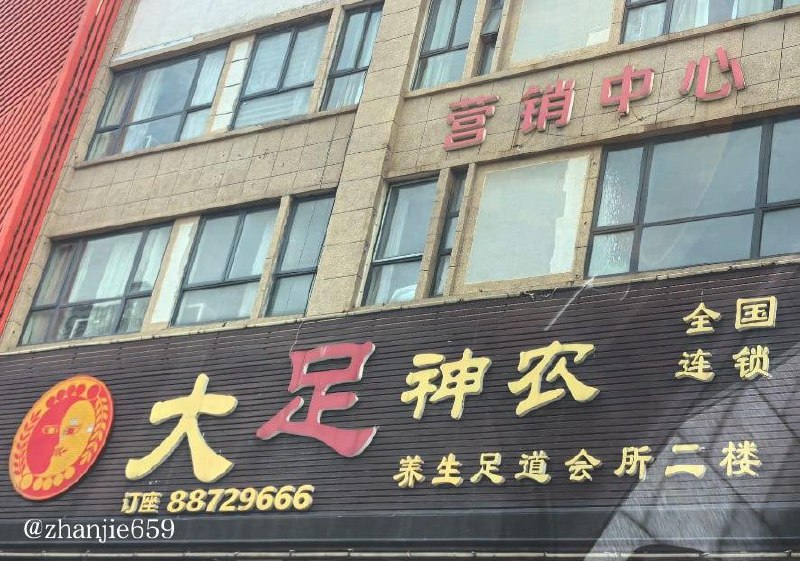 营销中心
全国
连锁
大足神农
养生足道会所二楼
订座 88729666
@zhanjie659